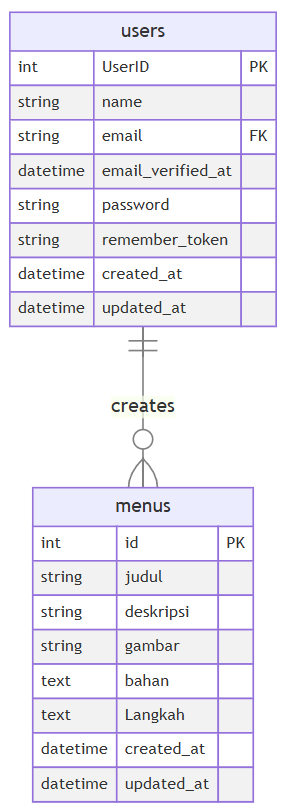 users
int UserID PK
string name
string email FK
datetime email_verified_at
string password
string remember_token
datetime created_at
datetime updated_at
creates
menus
int id PK
string judul
string deskripsi
string gambar
text bahan
text Langkah
datetime created_at
datetime updated_at